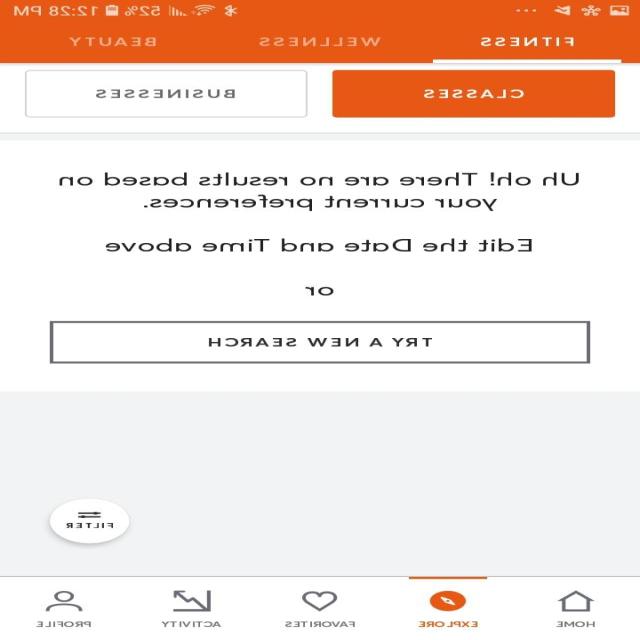 52% 12:28 PM
FITNESS WELLNESS BEAUTY
CLASSES BUSINESSES
Uh oh! There are no results based on
your current preferences.
Edit the Date and Time above
or
TRY A NEW SEARCH
FILTER
HOME EXPLORE FAVORITES ACTIVITY PROFILE